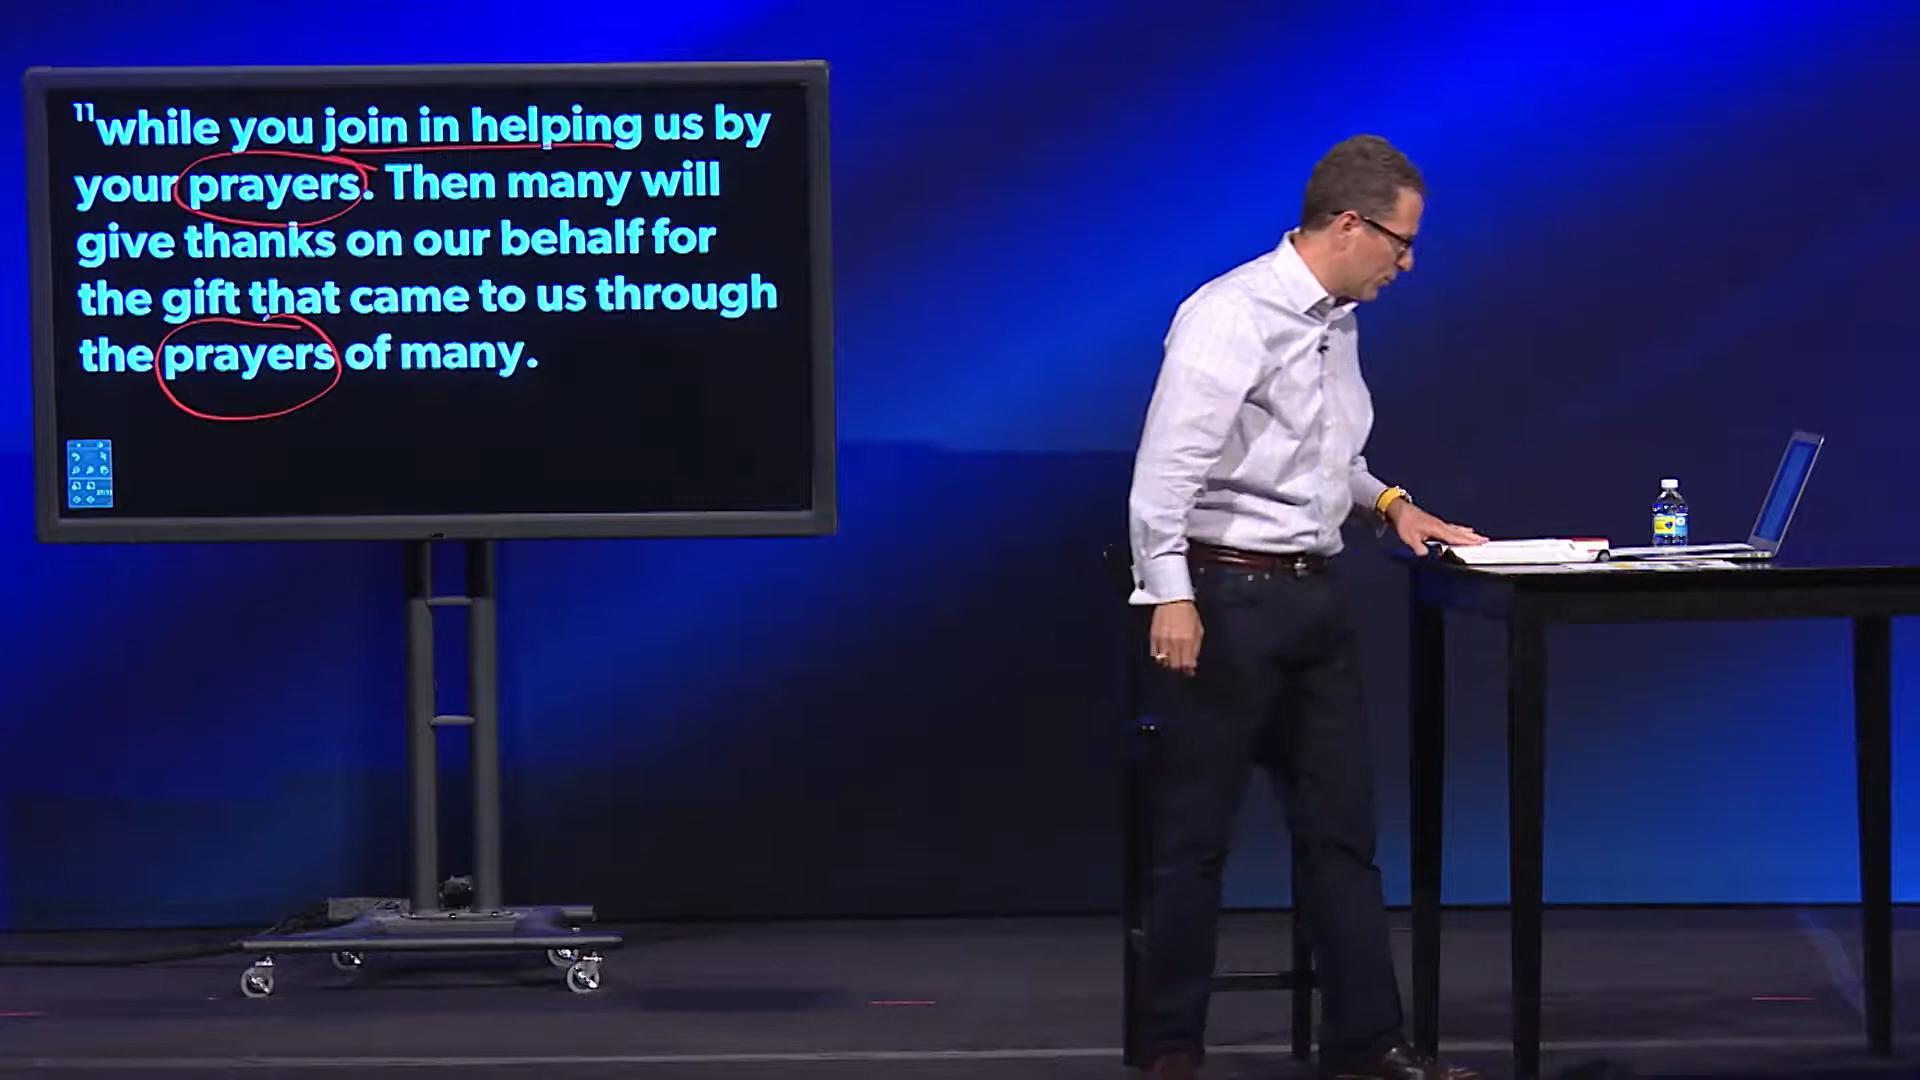 ¹¹while you join in helping us by
your prayers. Then many will
give thanks on our behalf for
the gift that came to us through
the prayers of many.